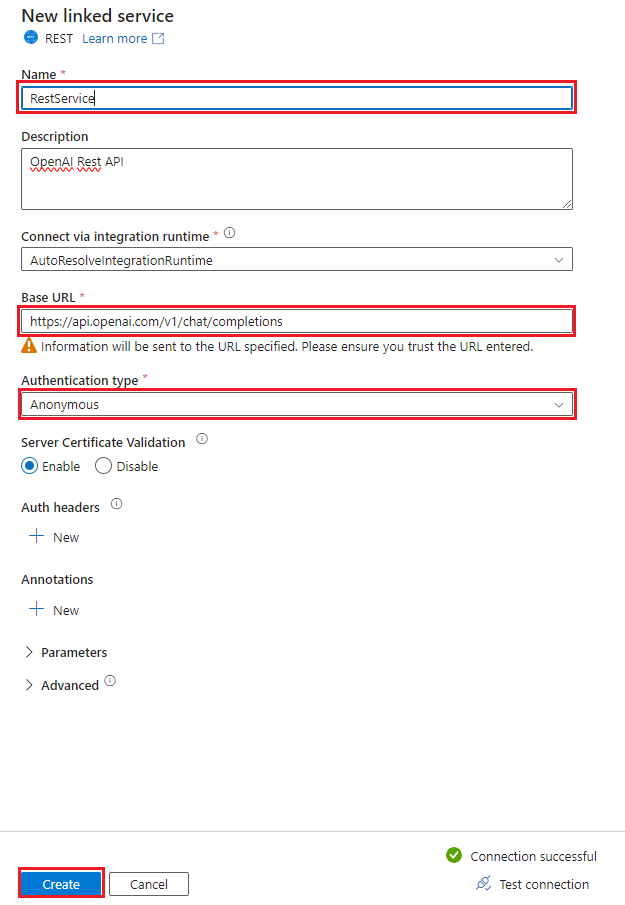 New linked service
REST Learn more
Name *
RestService
Description
OpenAI Rest API
Connect via integration runtime *
AutoResolveIntegrationRuntime
Base URL *
https://api.openai.com/v1/chat/completions
Information will be sent to the URL specified. Please ensure you trust the URL entered.
Authentication type *
Anonymous
Server Certificate Validation
Enable Disable
Auth headers
New
Annotations
New
Parameters
Advanced
Connection successful
Create Cancel Test connection